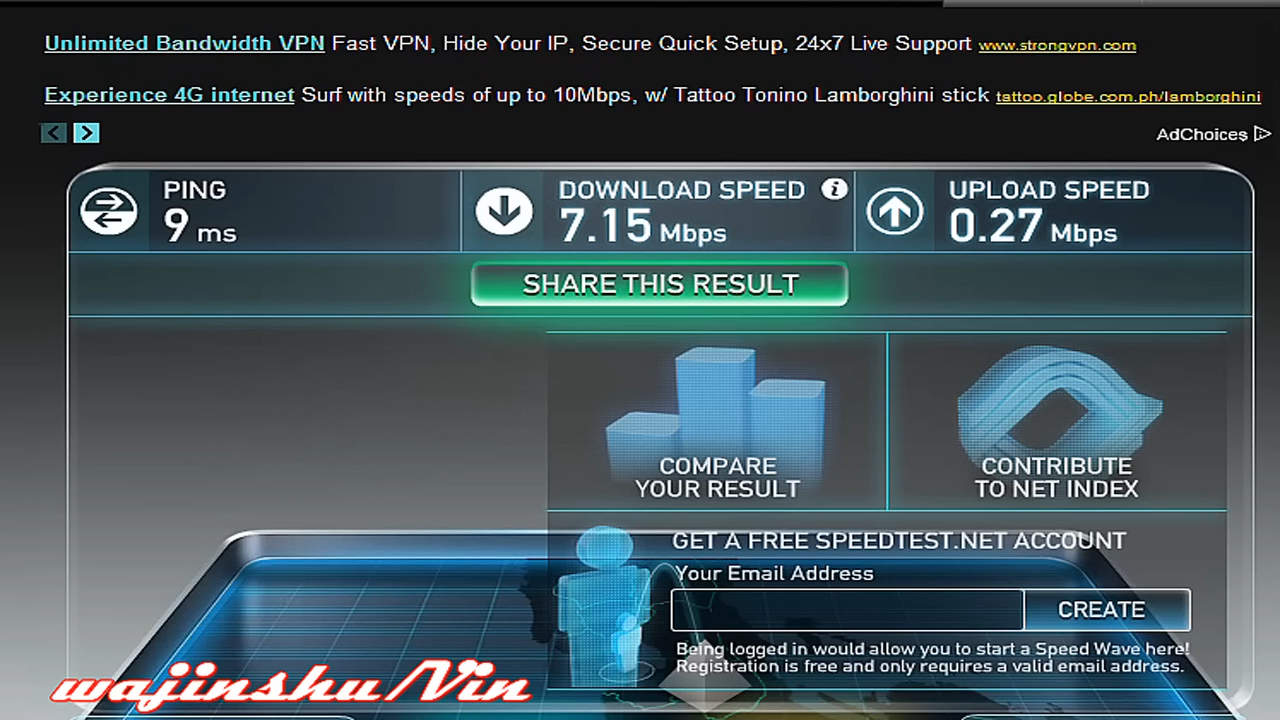 Unlimited Bandwidth VPN Fast VPN, Hide Your IP, Secure Quick Setup, 24x7 Live Support www.strongvpn.com
Experience 4G internet Surf with speeds of up to 10Mbps, w/ Tattoo Tonino Lamborghini stick tattoo.globe.com.ph/lamborghini
< >
AdChoices
PING
9 ms
DOWNLOAD SPEED i
7.15 Mbps
UPLOAD SPEED
0.27 Mbps
SHARE THIS RESULT
COMPARE
YOUR RESULT
CONTRIBUTE
TO NET INDEX
GET A FREE SPEEDTEST.NET ACCOUNT
Your Email Address
CREATE
Being logged in would allow you to start a Speed Wave here!
Registration is free and only requires a valid email address.
wajinshu/Vin